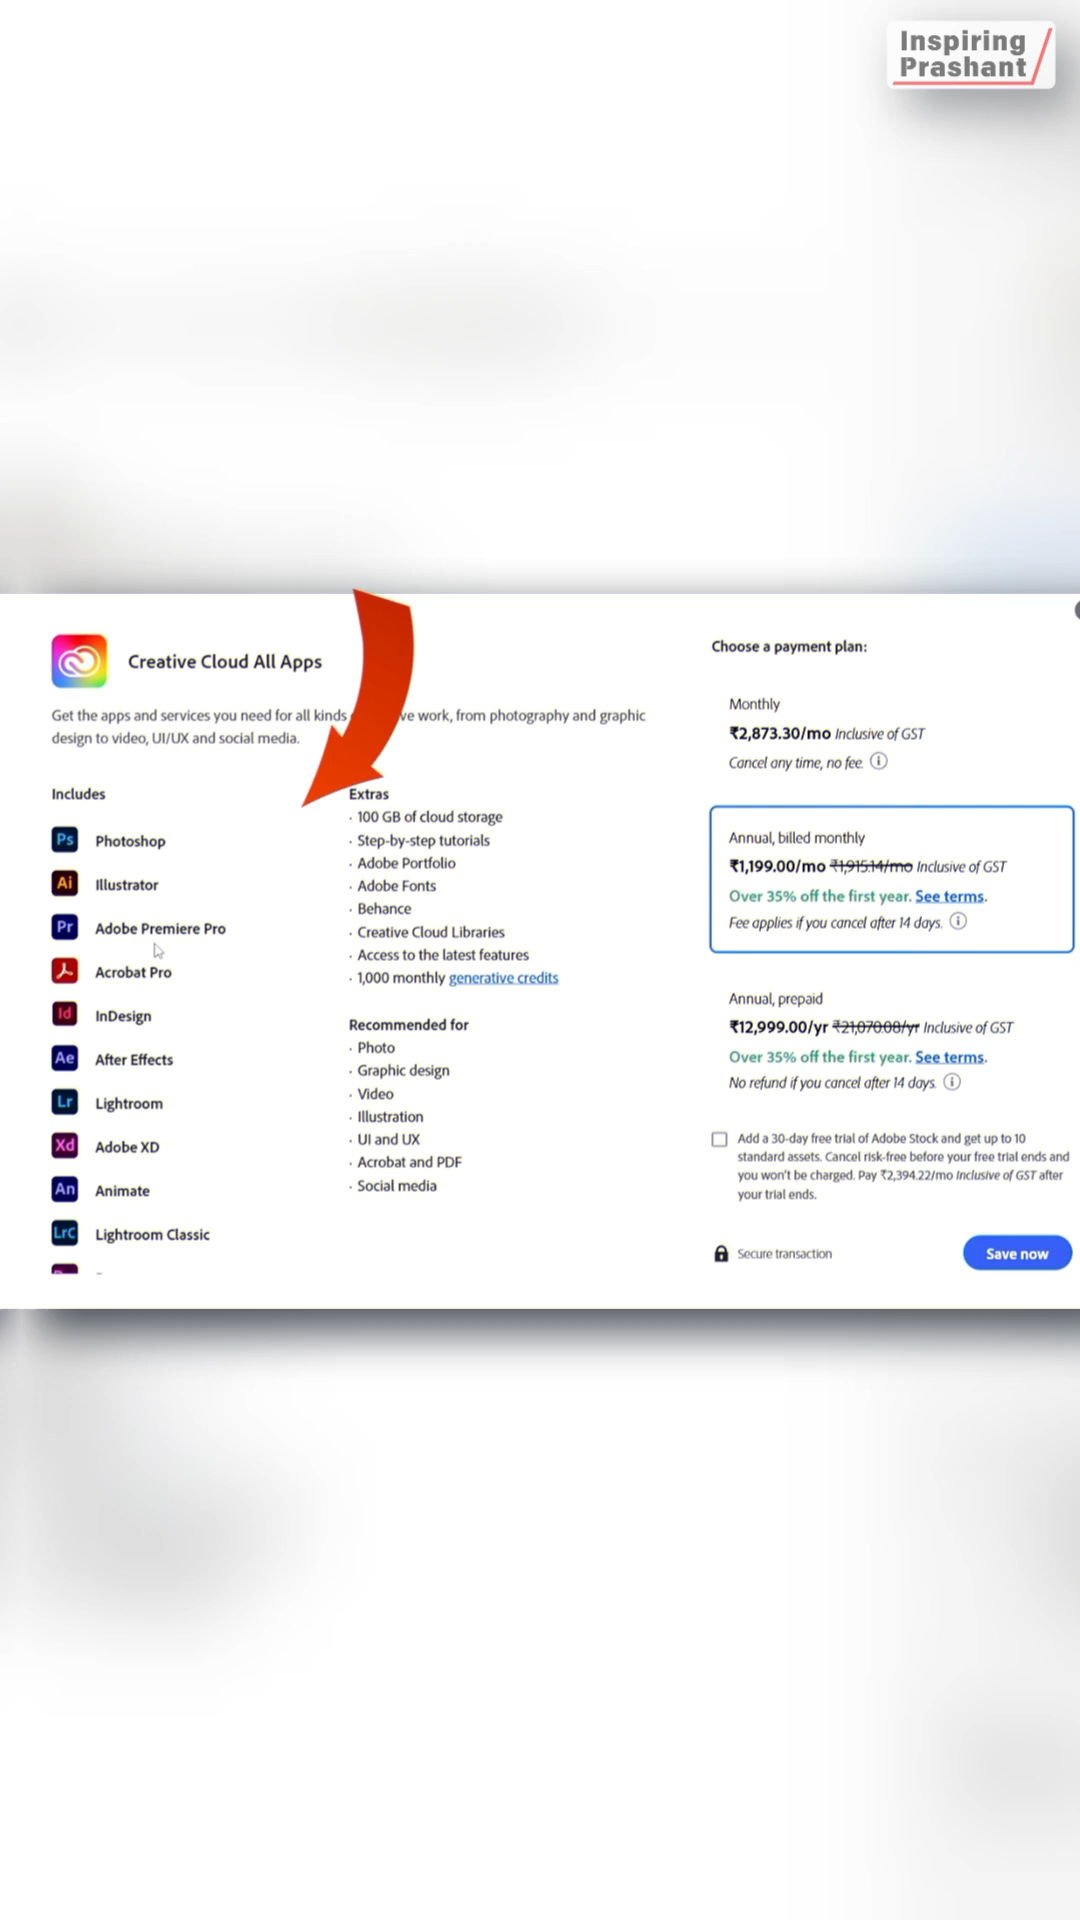 Inspiring
Prashant
Creative Cloud All Apps
Get the apps and services you need for all kinds ve work, from photography and graphic
design to video, UI/UX and social media.
Includes
Ps Photoshop
Ai Illustrator
Pr Adobe Premiere Pro
Acrobat Pro
Id InDesign
Ae After Effects
Lr Lightroom
Xd Adobe XD
An Animate
LrC Lightroom Classic
Extras
· 100 GB of cloud storage
· Step-by-step tutorials
· Adobe Portfolio
· Adobe Fonts
· Behance
· Creative Cloud Libraries
· Access to the latest features
· 1,000 monthly generative credits
Recommended for
· Photo
· Graphic design
· Video
· Illustration
· UI and UX
· Acrobat and PDF
· Social media
Choose a payment plan:
Monthly
₹2,873.30/mo Inclusive of GST
Cancel any time, no fee.
Annual, billed monthly
₹1,199.00/mo ₹1,915.14/mo Inclusive of GST
Over 35% off the first year. See terms.
Fee applies if you cancel after 14 days.
Annual, prepaid
₹12,999.00/yr ₹21,070.08/yr Inclusive of GST
Over 35% off the first year. See terms.
No refund if you cancel after 14 days.
Add a 30-day free trial of Adobe Stock and get up to 10
standard assets. Cancel risk-free before your free trial ends and
you won't be charged. Pay ₹2,394.22/mo Inclusive of GST after
your trial ends.
Secure transaction
Save now